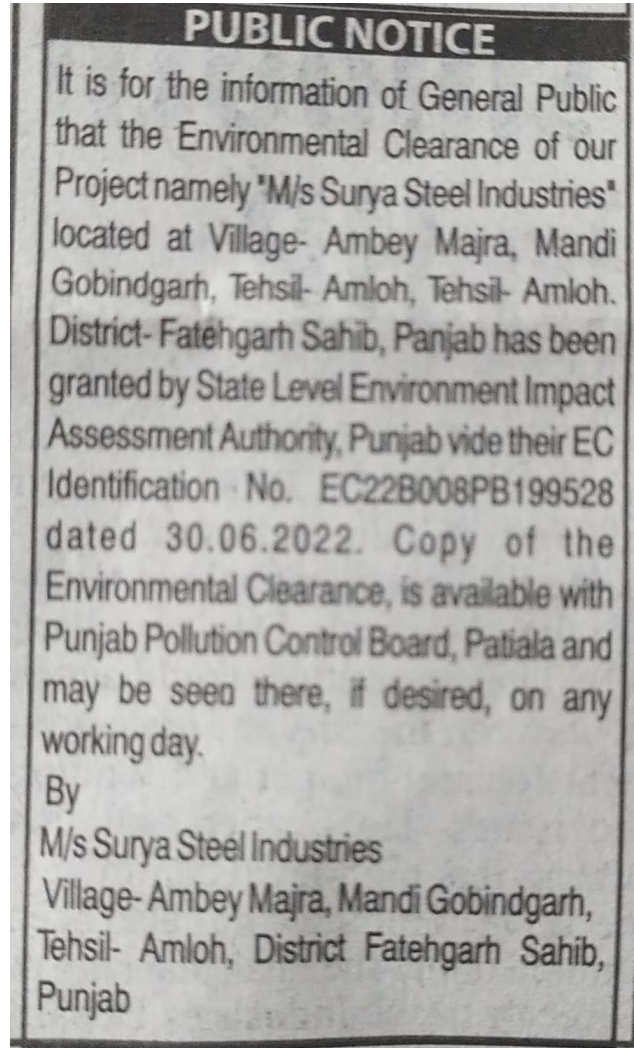 PUBLIC NOTICE
It is for the information of General Public
that the Environmental Clearance of our
Project namely "M/s Surya Steel Industries"
located at Village- Ambey Majra, Mandi
Gobindgarh, Tehsil- Amloh, Tehsil- Amloh.
District- Fatehgarh Sahib, Panjab has been
granted by State Level Environment Impact
Assessment Authority, Punjab vide their EC
Identification No. EC22B008PB199528
dated 30.06.2022. Copy of the
Environmental Clearance, is available with
Punjab Pollution Control Board, Patiala and
may be seen there, if desired, on any
working day.
By
M/s Surya Steel Industries
Village- Ambey Majra, Mandi Gobindgarh,
Tehsil- Amloh, District Fatehgarh Sahib,
Punjab